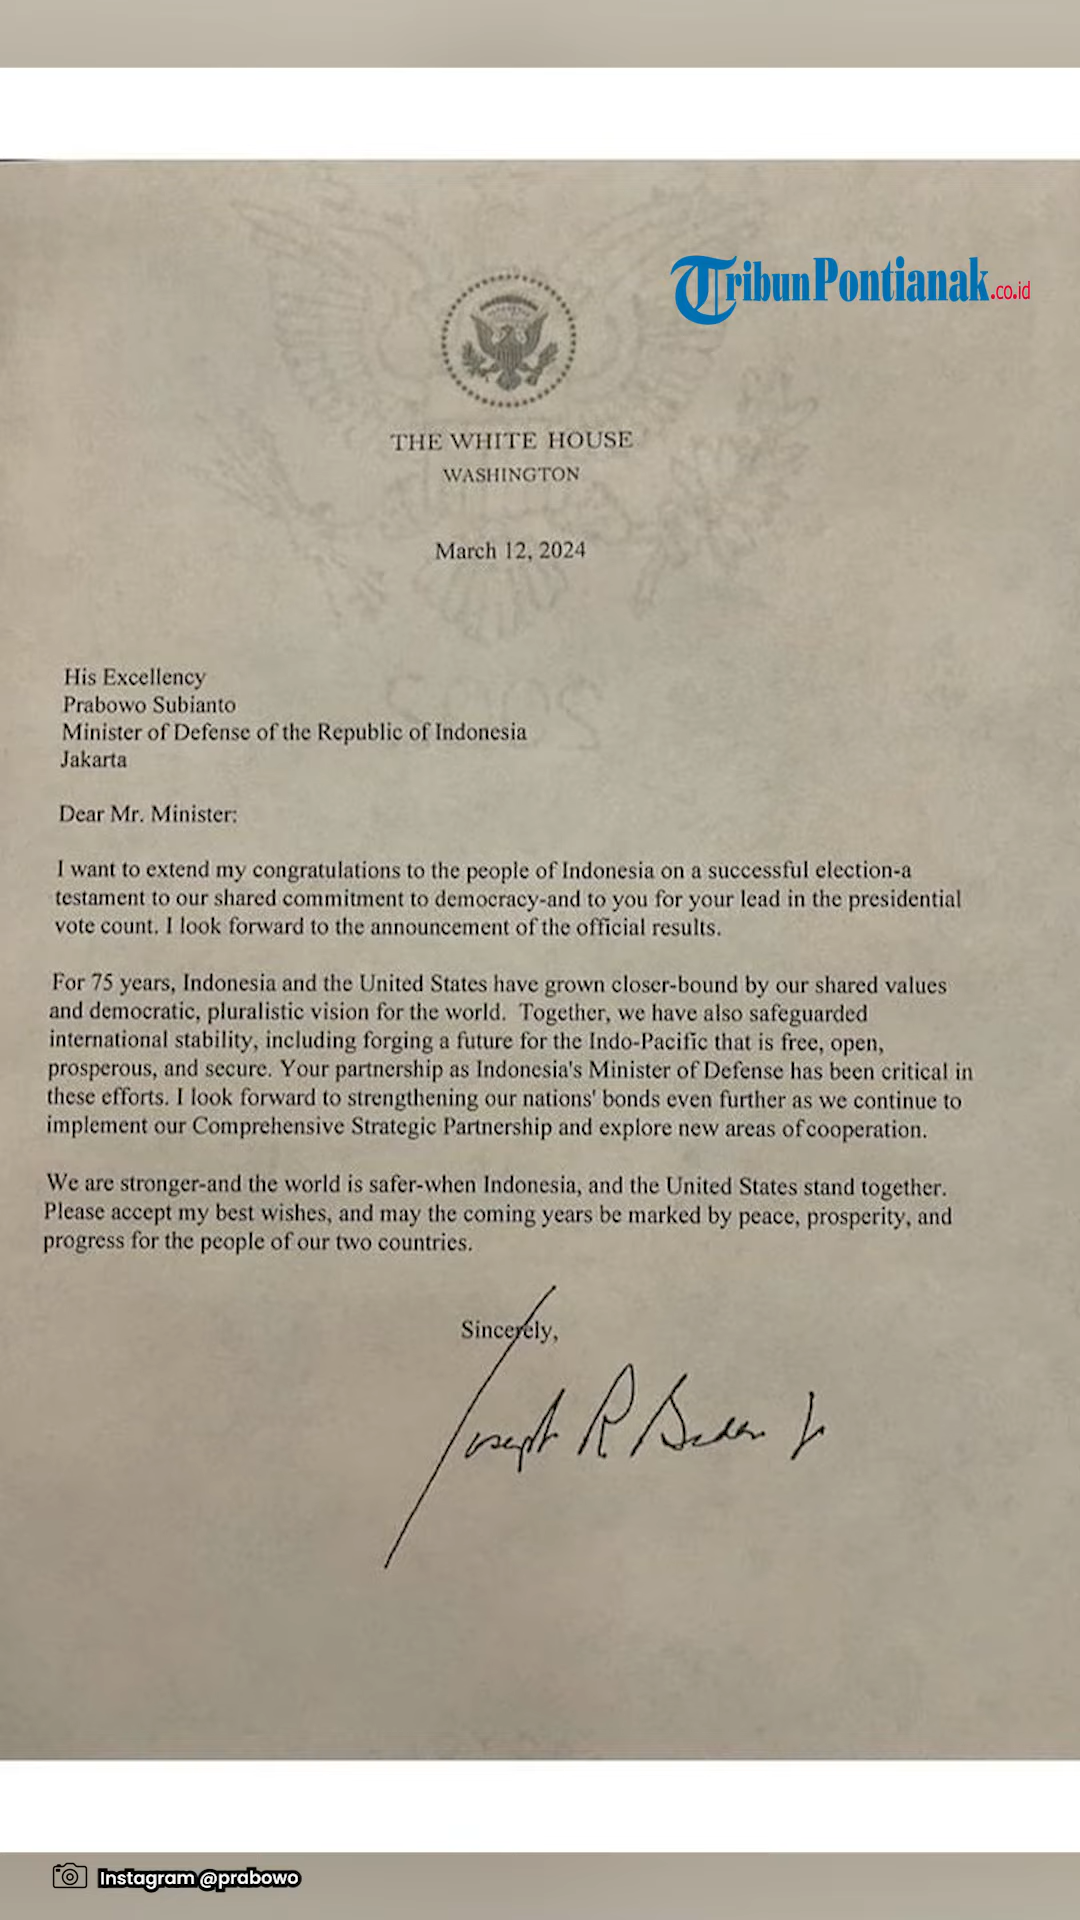 TribunPontianak.co.id
THE WHITE HOUSE
WASHINGTON
March 12, 2024
His Excellency
Prabowo Subianto
Minister of Defense of the Republic of Indonesia
Jakarta
Dear Mr. Minister:
I want to extend my congratulations to the people of Indonesia on a successful election-a
testament to our shared commitment to democracy-and to you for your lead in the presidential
vote count. I look forward to the announcement of the official results.
For 75 years, Indonesia and the United States have grown closer-bound by our shared values
and democratic, pluralistic vision for the world. Together, we have also safeguarded
international stability, including forging a future for the Indo-Pacific that is free, open,
prosperous, and secure. Your partnership as Indonesia's Minister of Defense has been critical in
these efforts. I look forward to strengthening our nations' bonds even further as we continue to
implement our Comprehensive Strategic Partnership and explore new areas of cooperation.
We are stronger-and the world is safer-when Indonesia, and the United States stand together.
Please accept my best wishes, and may the coming years be marked by peace, prosperity, and
progress for the people of our two countries.
Sincerely,
Joseph R Biden Jr
Instagram @prabowo